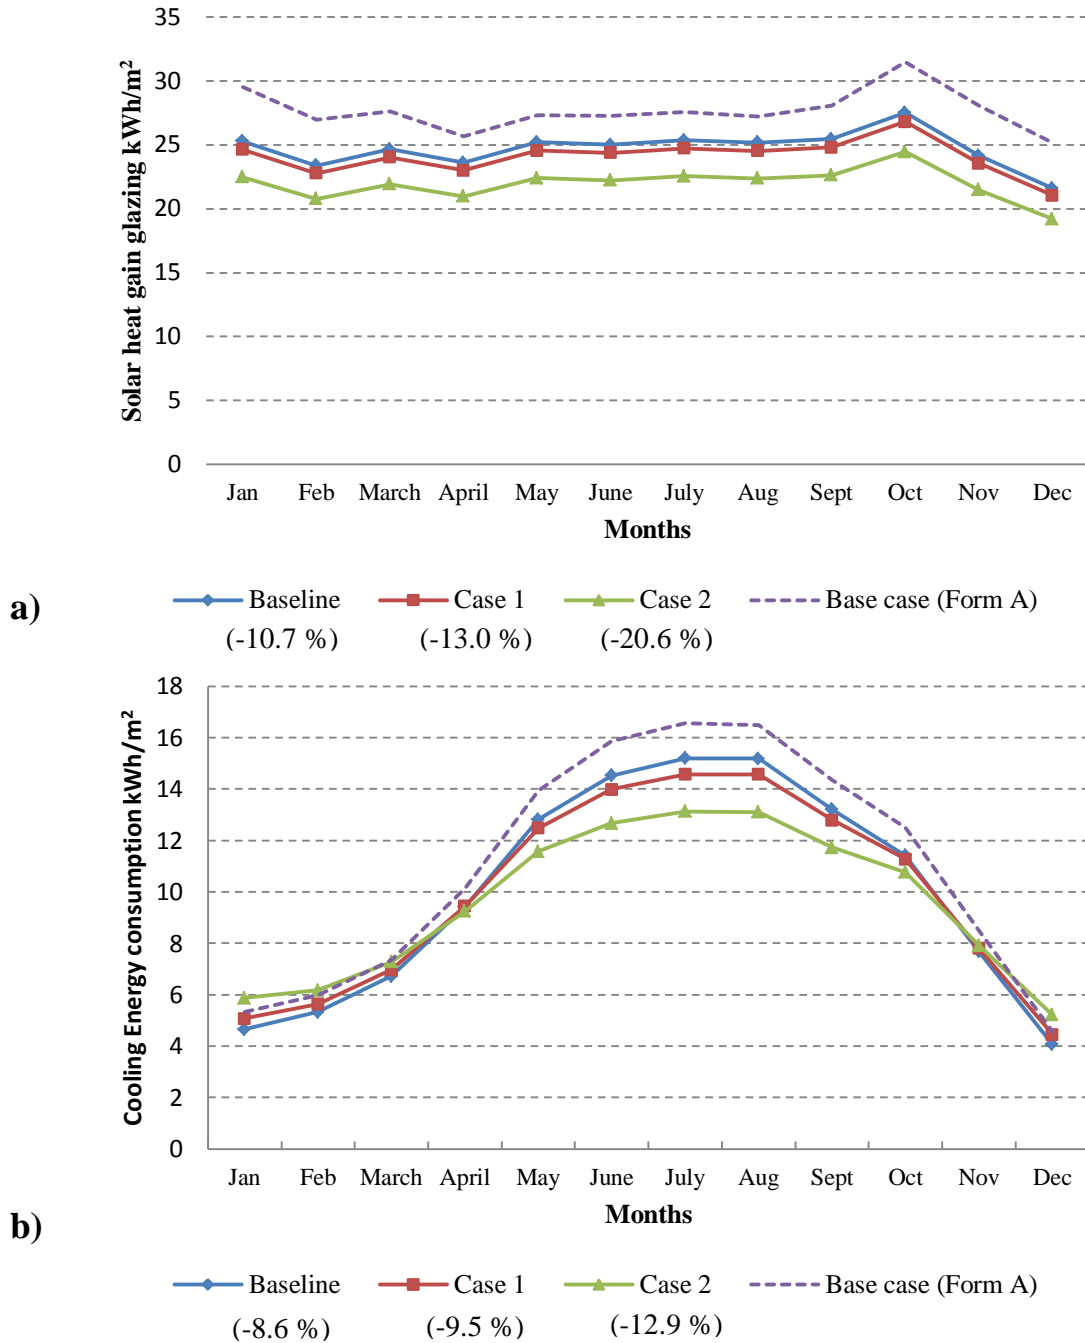 35
30
25
20
15
10
5
0
Solar heat gain glazing kWh/m²
Jan Feb March April May June July Aug Sept Oct Nov Dec
Months
a)
Baseline Case 1 Case 2 Base case (Form A)
(-10.7 %) (-13.0 %) (-20.6 %)
18
16
14
12
10
8
6
4
2
0
Cooling Energy consumption kWh/m²
Jan Feb March April May June July Aug Sept Oct Nov Dec
Months
b)
Baseline Case 1 Case 2 Base case (Form A)
(-8.6 %) (-9.5 %) (-12.9 %)